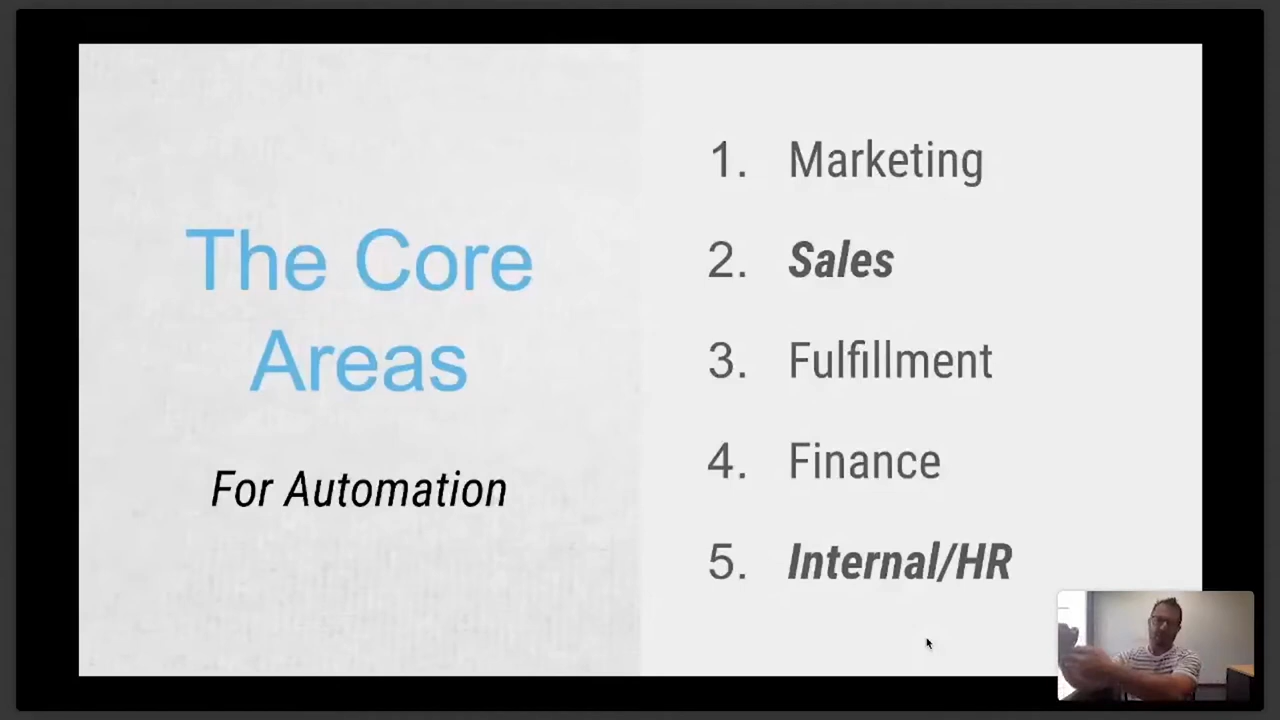 The Core
Areas
For Automation
1. Marketing
2. Sales
3. Fulfillment
4. Finance
5. Internal/HR